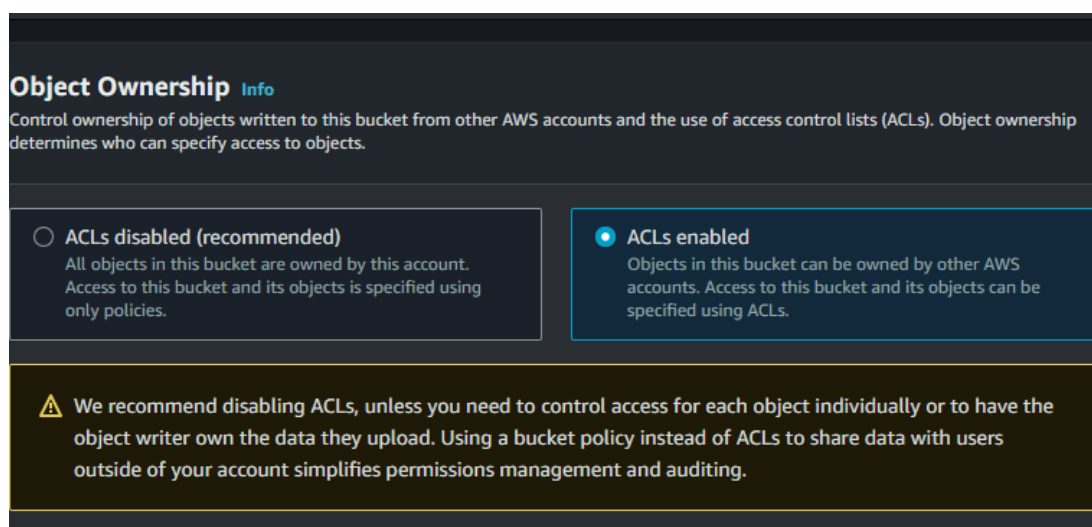 Object Ownership Info
Control ownership of objects written to this bucket from other AWS accounts and the use of access control lists (ACLs). Object ownership
determines who can specify access to objects.
ACLs disabled (recommended)
All objects in this bucket are owned by this account.
Access to this bucket and its objects is specified using
only policies.
ACLs enabled
Objects in this bucket can be owned by other AWS
accounts. Access to this bucket and its objects can be
specified using ACLs.
We recommend disabling ACLs, unless you need to control access for each object individually or to have the
object writer own the data they upload. Using a bucket policy instead of ACLs to share data with users
outside of your account simplifies permissions management and auditing.